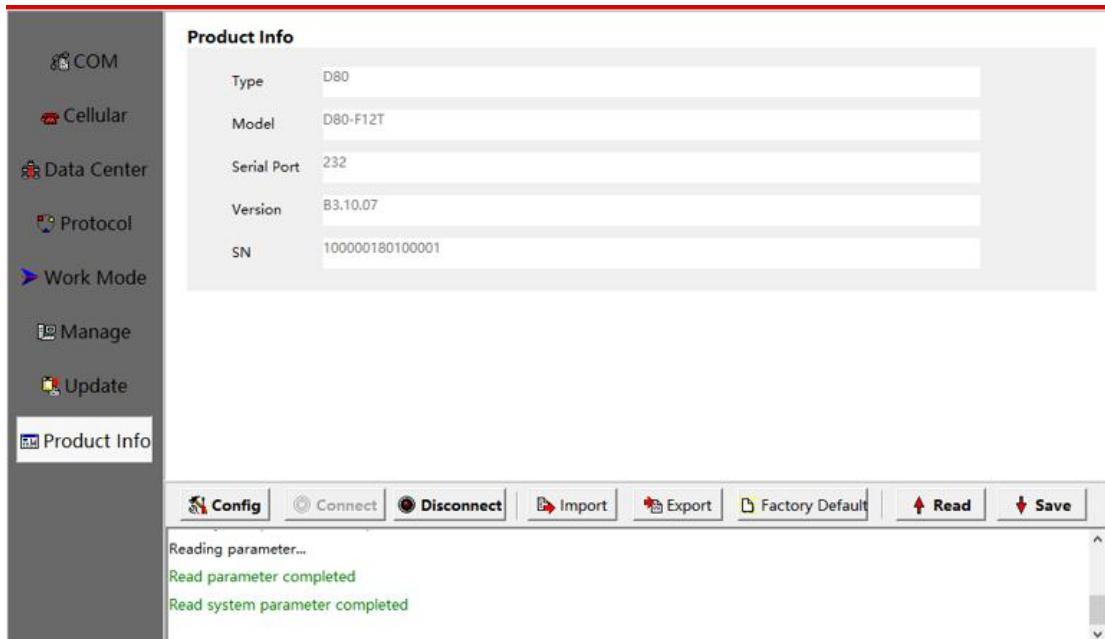 Product Info
COM
Cellular
Data Center
Protocol
Work Mode
Manage
Update
Product Info
Type D80
Model D80-F12T
Serial Port 232
Version B3.10.07
SN 100000180100001
Config Connect Disconnect Import Export Factory Default Read Save
Reading parameter...
Read parameter completed
Read system parameter completed